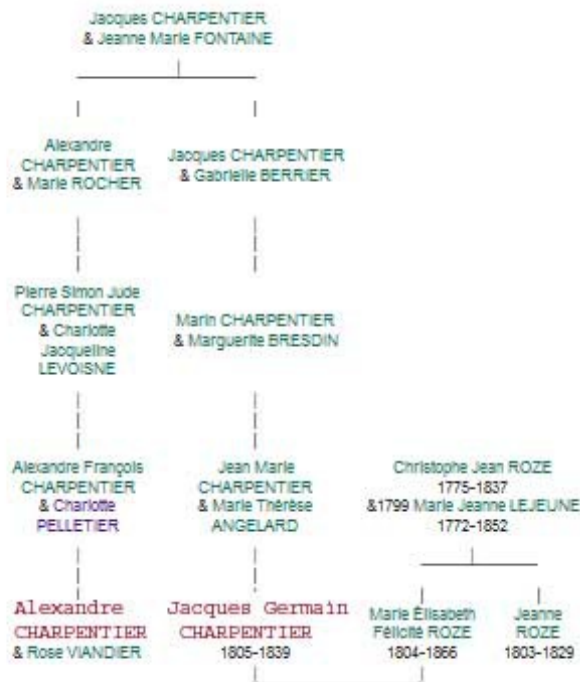 Jacques CHARPENTIER
& Jeanne Marie FONTAINE
Alexandre
CHARPENTIER
& Marie ROCHER
Jacques CHARPENTIER
& Gabrielle BERRIER
Pierre Simon Jude
CHARPENTIER
& Charlotte
Jacqueline
LEVOISNE
Marin CHARPENTIER
& Marguerite BRESDIN
Alexandre François
CHARPENTIER
& Charlotte
PELLETIER
Jean Marie
CHARPENTIER
& Marie Thérèse
ANGELARD
Christophe Jean ROZE
1775-1837
&1799 Marie Jeanne LEJEUNE
1772-1852
Alexandre
CHARPENTIER
& Rose VIANDIER
Jacques Germain
CHARPENTIER
1805-1839
Marie Élisabeth
Félicité ROZE
1804-1866
Jeanne
ROZE
1803-1829